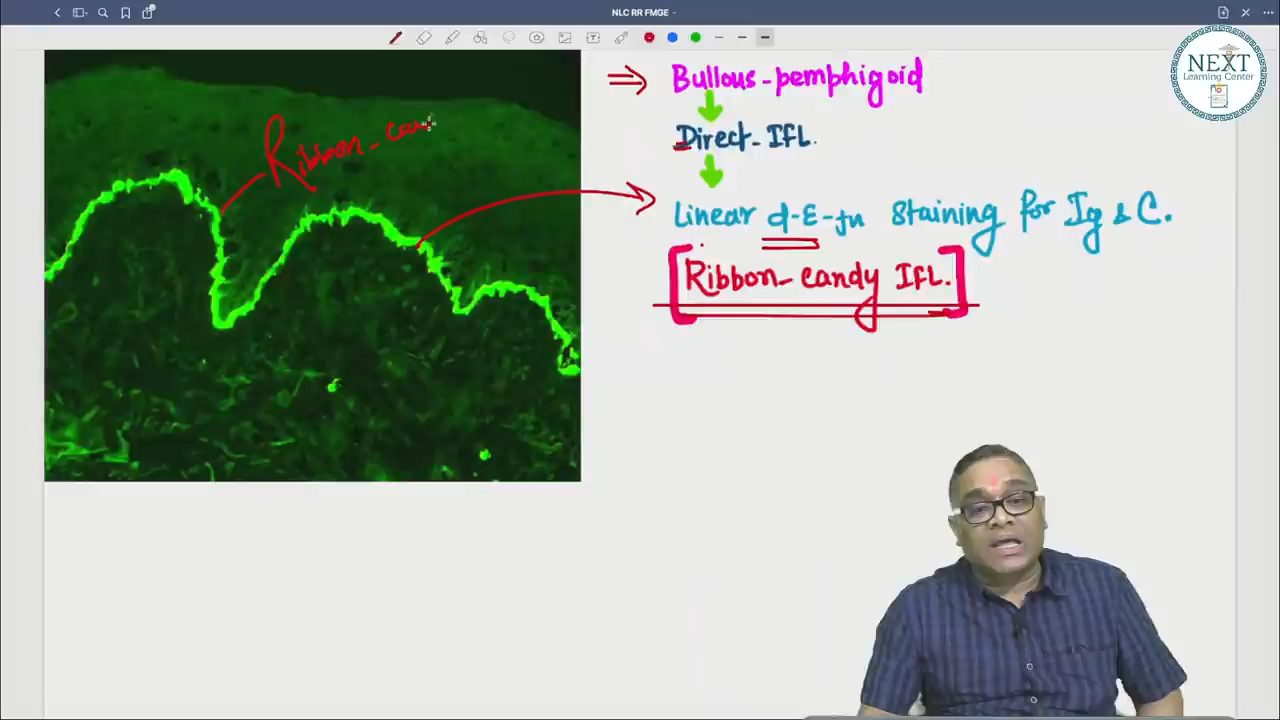 NLC RR FMGE
NEXT
Learning Center
⇒ Bullous-pemphigoid
Direct-IFL.
Linear d-E-jn staining for Ig & C.
[Ribbon-candy IFL.]
Ribbon-can